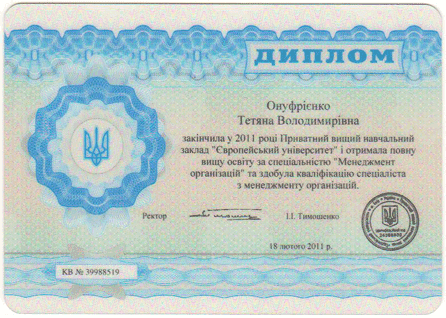 ДИПЛОМ
Онуфрієнко
Тетяна Володимирівна
закінчила у 2011 році Приватний вищий навчальний
заклад "Європейський університет" і отримала повну
вищу освіту за спеціальністю "Менеджмент
організацій" та здобула кваліфікацію спеціаліста
з менеджменту організацій.
Ректор І.І. Тимошенко
18 лютого 2011 р.
КВ № 39988519